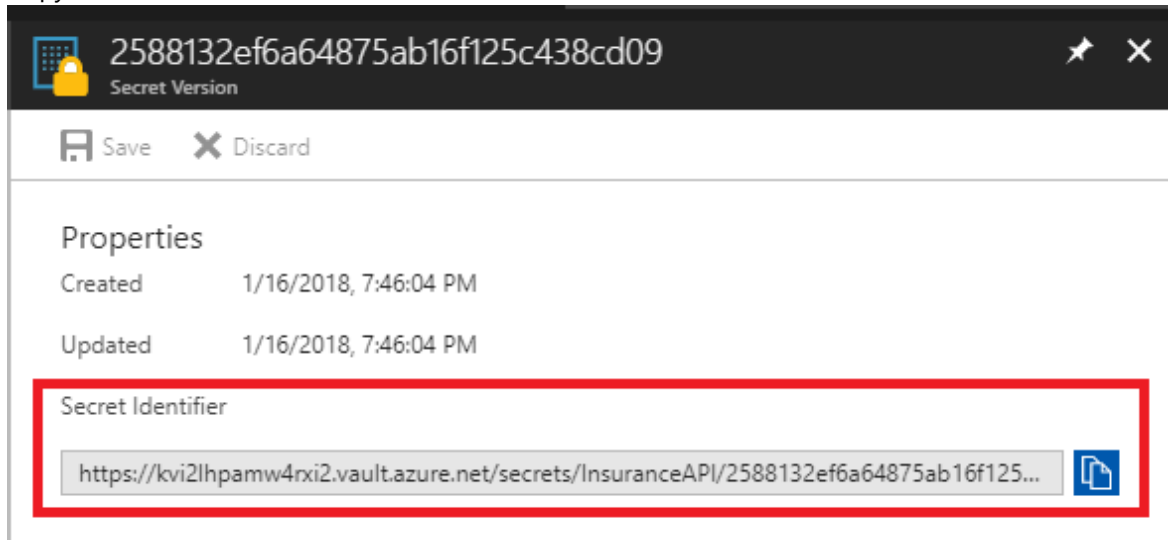 2588132ef6a64875ab16f125c438cd09
Secret Version
Save Discard
Properties
Created 1/16/2018, 7:46:04 PM
Updated 1/16/2018, 7:46:04 PM
Secret Identifier
https://kvi2lhpamw4rxi2.vault.azure.net/secrets/InsuranceAPI/2588132ef6a64875ab16f125...